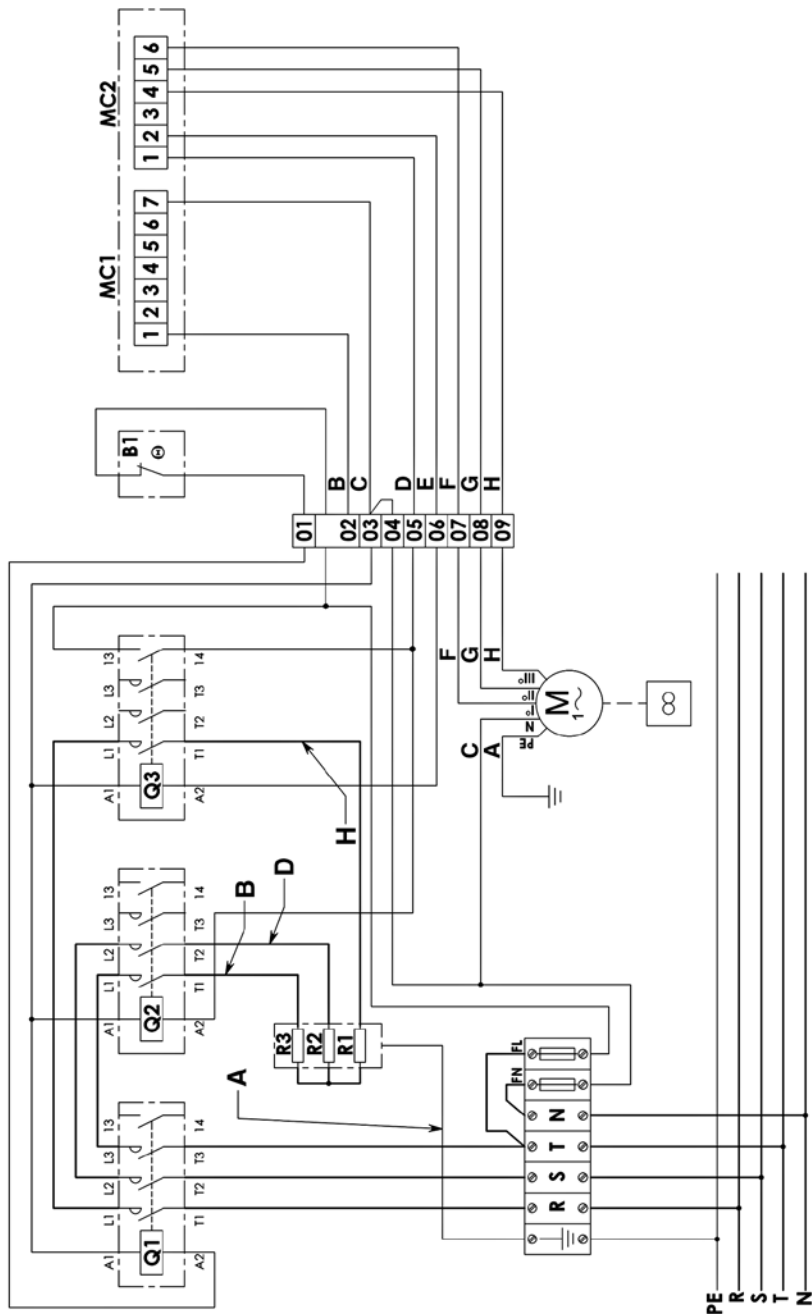 MC1
MC2
1 2 3 4 5 6 7
1 2 3 4 5 6
B1
Θ
A1 L1 L2 L3 13
Q1
A2 T1 T2 T3 14
A1 L1 L2 L3 13
Q2
A2 T1 T2 T3 14
A1 L1 L2 L3 13
Q3
A2 T1 T2 T3 14
B
D
H
R3
R2
R1
A
01
02
03
04
05
06
07
08
09
B
C
D
E
F
G
H
F
G
H
C
A
PE N I° II° III°
M
1~
R S T N FN FL
PE
R
S
T
N